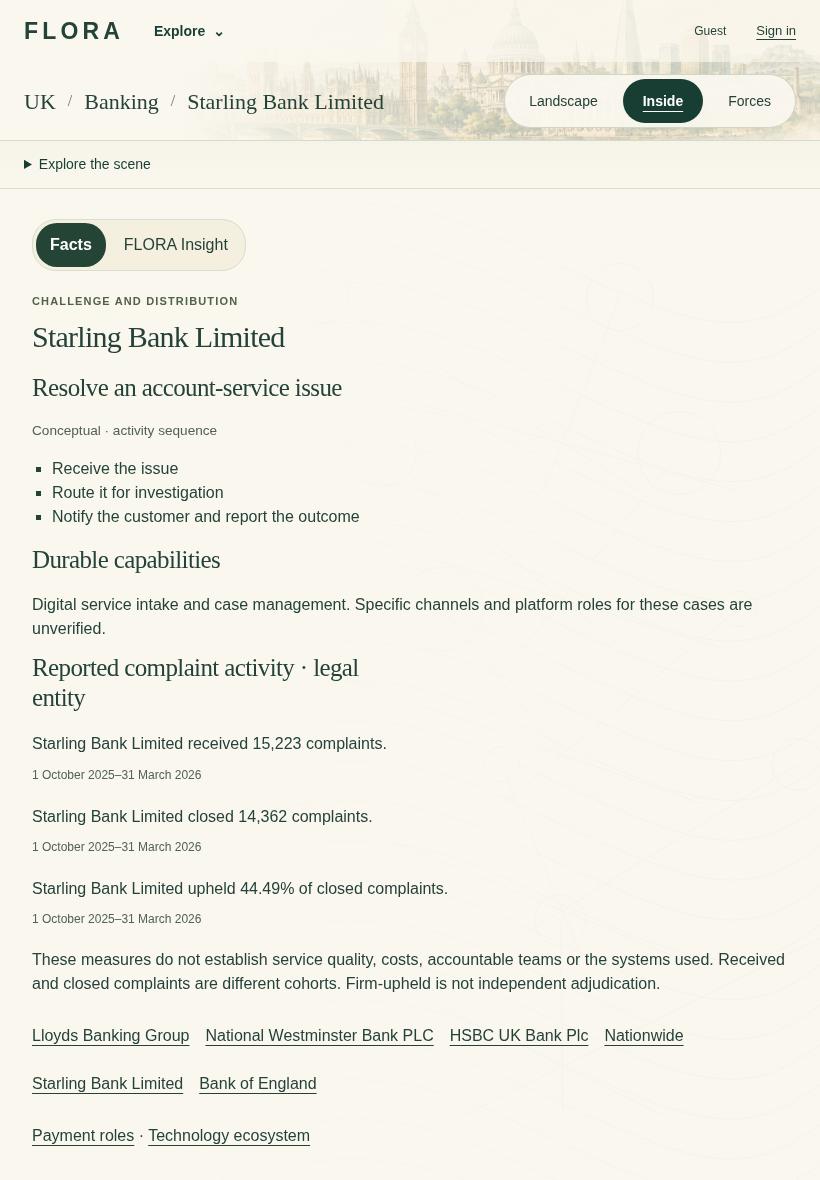 FLORA
Explore
Guest
Sign in
UK / Banking / Starling Bank Limited
Landscape
Inside
Forces
Explore the scene
Facts
FLORA Insight
CHALLENGE AND DISTRIBUTION
Starling Bank Limited
Resolve an account-service issue
Conceptual · activity sequence
Receive the issue
Route it for investigation
Notify the customer and report the outcome
Durable capabilities
Digital service intake and case management. Specific channels and platform roles for these cases are
unverified.
Reported complaint activity · legal
entity
Starling Bank Limited received 15,223 complaints.
1 October 2025–31 March 2026
Starling Bank Limited closed 14,362 complaints.
1 October 2025–31 March 2026
Starling Bank Limited upheld 44.49% of closed complaints.
1 October 2025–31 March 2026
These measures do not establish service quality, costs, accountable teams or the systems used. Received
and closed complaints are different cohorts. Firm-upheld is not independent adjudication.
Lloyds Banking Group National Westminster Bank PLC HSBC UK Bank Plc Nationwide
Starling Bank Limited Bank of England
Payment roles · Technology ecosystem